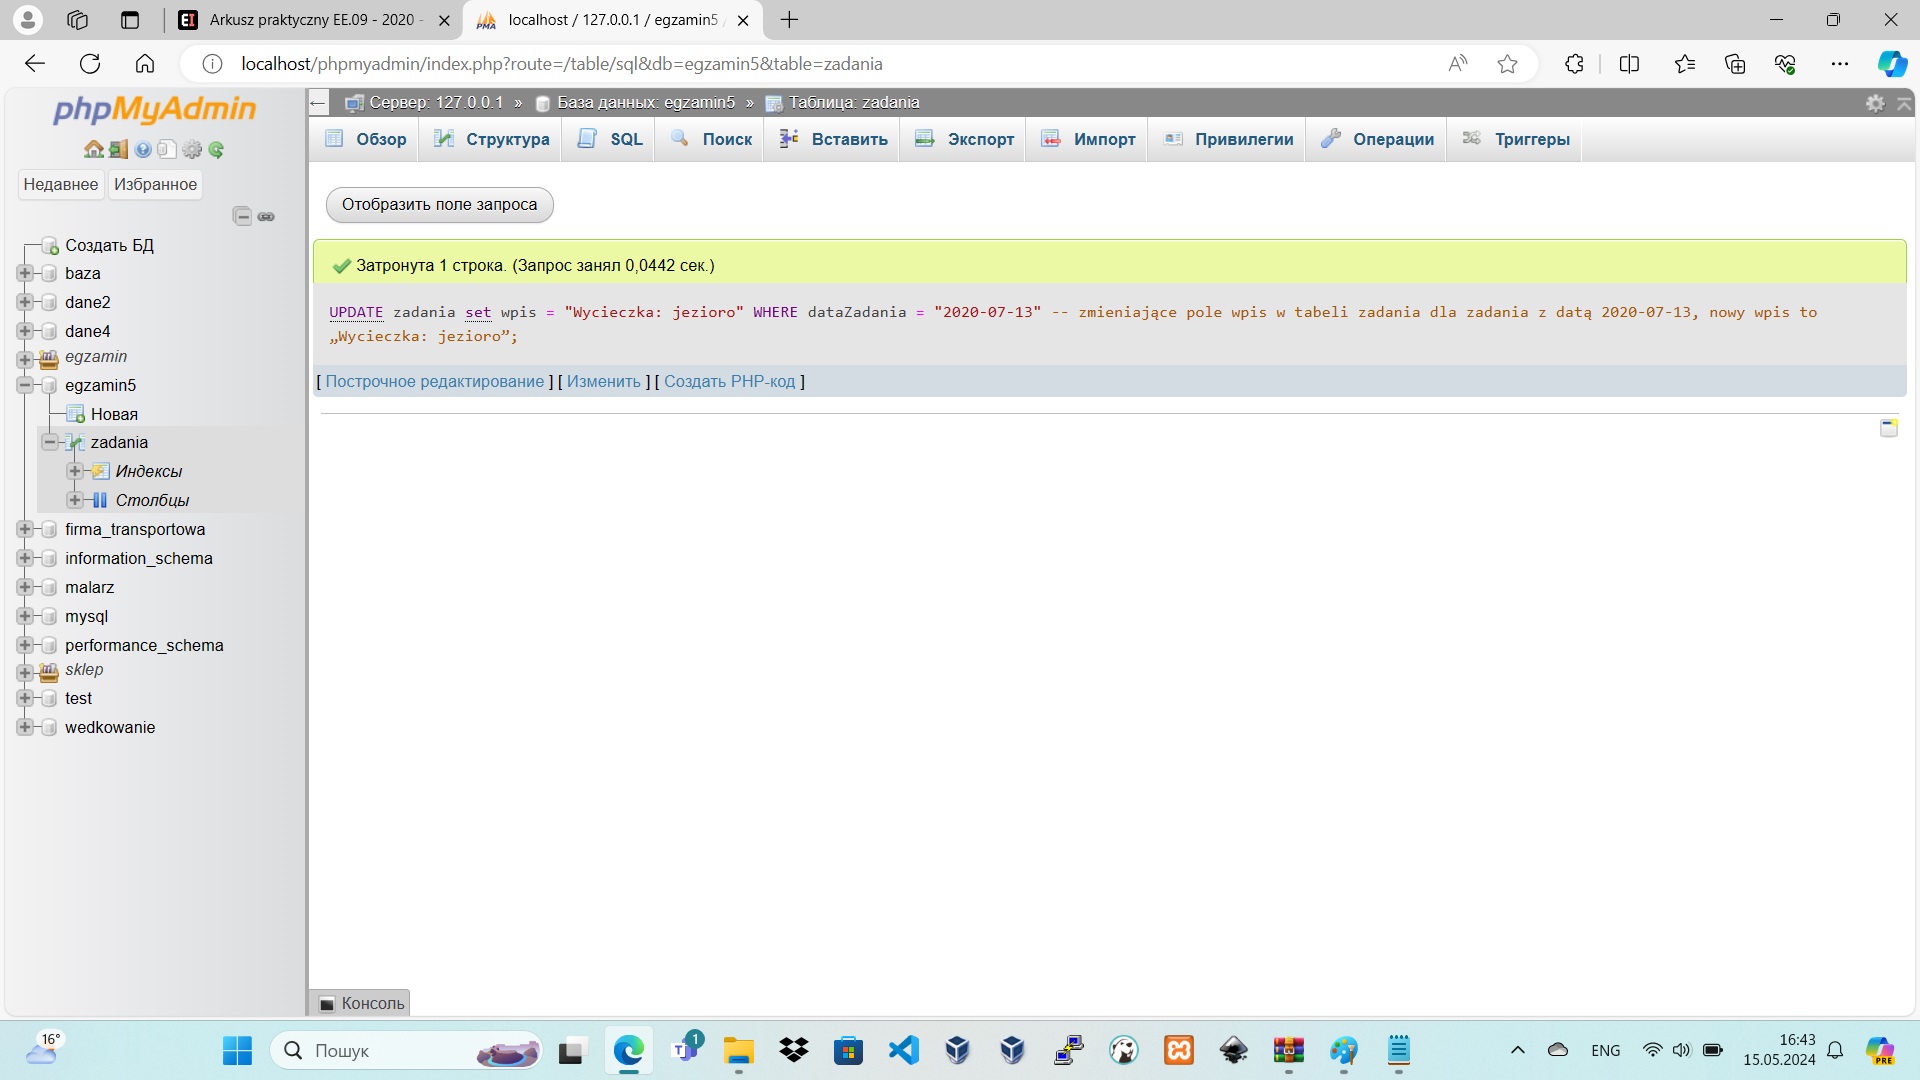 Arkusz praktyczny EE.09 - 2020 -
localhost / 127.0.0.1 / egzamin5 /
localhost/phpmyadmin/index.php?route=/table/sql&db=egzamin5&table=zadania
phpMyAdmin
Недавнее Избранное
Создать БД
baza
dane2
dane4
egzamin
egzamin5
Новая
zadania
Индексы
Столбцы
firma_transportowa
information_schema
malarz
mysql
performance_schema
sklep
test
wedkowanie
Сервер: 127.0.0.1 » База данных: egzamin5 » Таблица: zadania
Обзор Структура SQL Поиск Вставить Экспорт Импорт Привилегии Операции Триггеры
Отобразить поле запроса
Затронута 1 строка. (Запрос занял 0,0442 сек.)
UPDATE zadania set wpis = "Wycieczka: jezioro" WHERE dataZadania = "2020-07-13" -- zmieniające pole wpis w tabeli zadania dla zadania z datą 2020-07-13, nowy wpis to
„Wycieczka: jezioro”;
[ Построчное редактирование ] [ Изменить ] [ Создать PHP-код ]
Консоль
16°
Пошук
1
ENG
16:43
15.05.2024
PRE